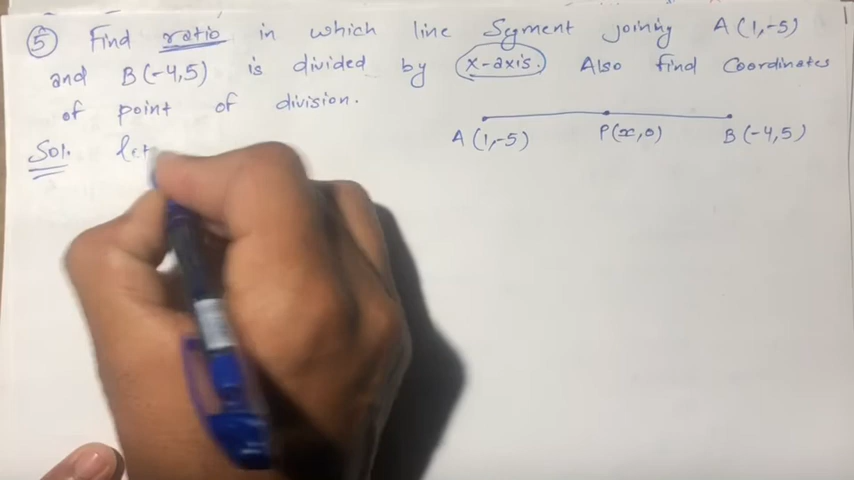 5 Find ratio in which line Segment joining A(1,-5)
and B(-4,5) is divided by x-axis. Also find Coordinates
of point of division.
A(1,-5) P(x,0) B(-4,5)
Sol. let